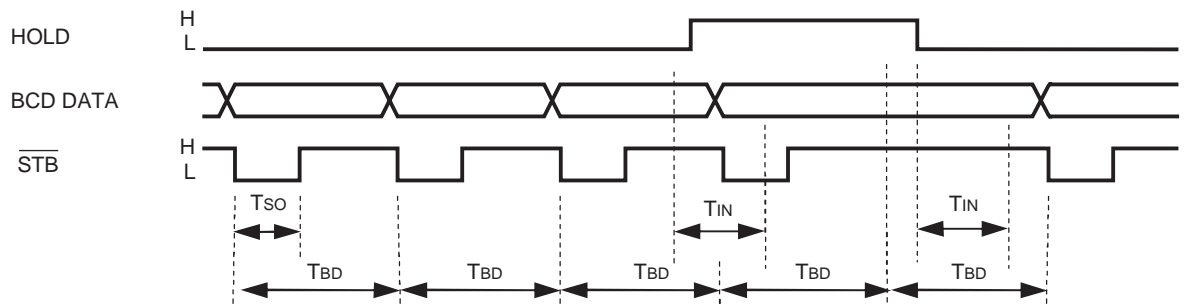 H
HOLD
L
BCD DATA
H
STB
L
TSO
TIN
TIN
TBD
TBD
TBD
TBD
TBD